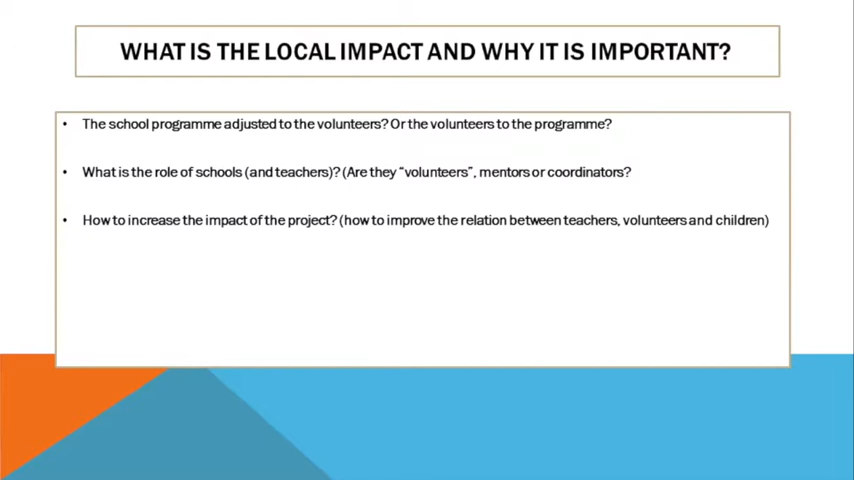 WHAT IS THE LOCAL IMPACT AND WHY IT IS IMPORTANT?
• The school programme adjusted to the volunteers? Or the volunteers to the programme?
• What is the role of schools (and teachers)? (Are they “volunteers”, mentors or coordinators?
• How to increase the impact of the project? (how to improve the relation between teachers, volunteers and children)